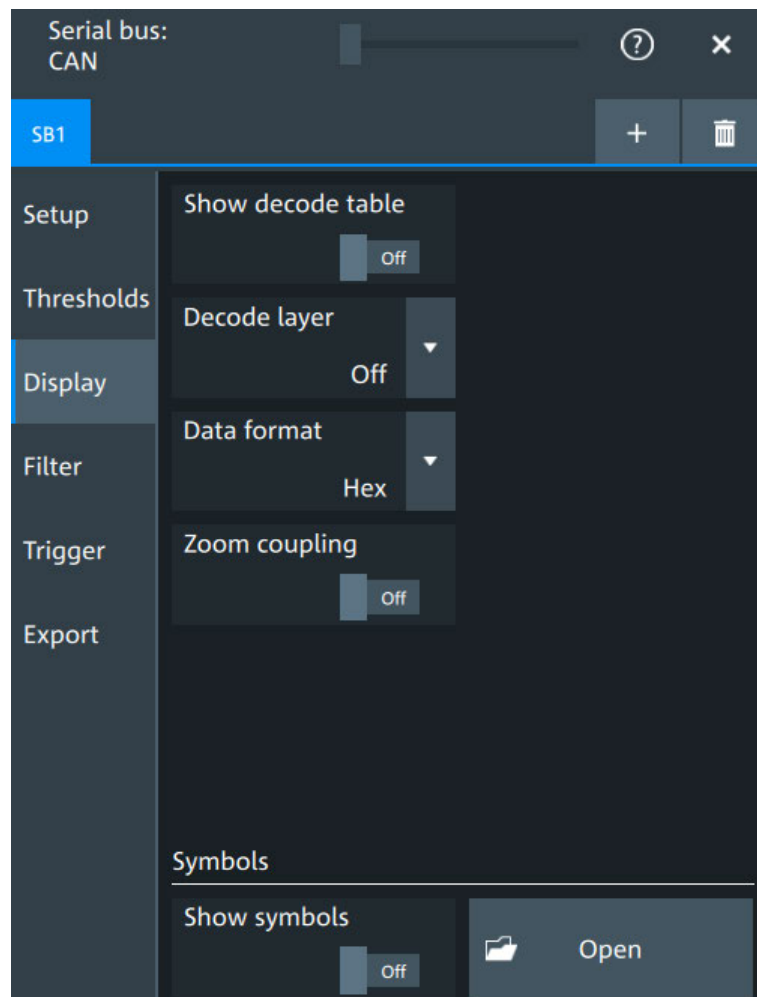 Serial bus:
CAN
?
SB1
Setup
Thresholds
Display
Filter
Trigger
Export
Show decode table
Off
Decode layer
Off
Data format
Hex
Zoom coupling
Off
Symbols
Show symbols
Off
Open